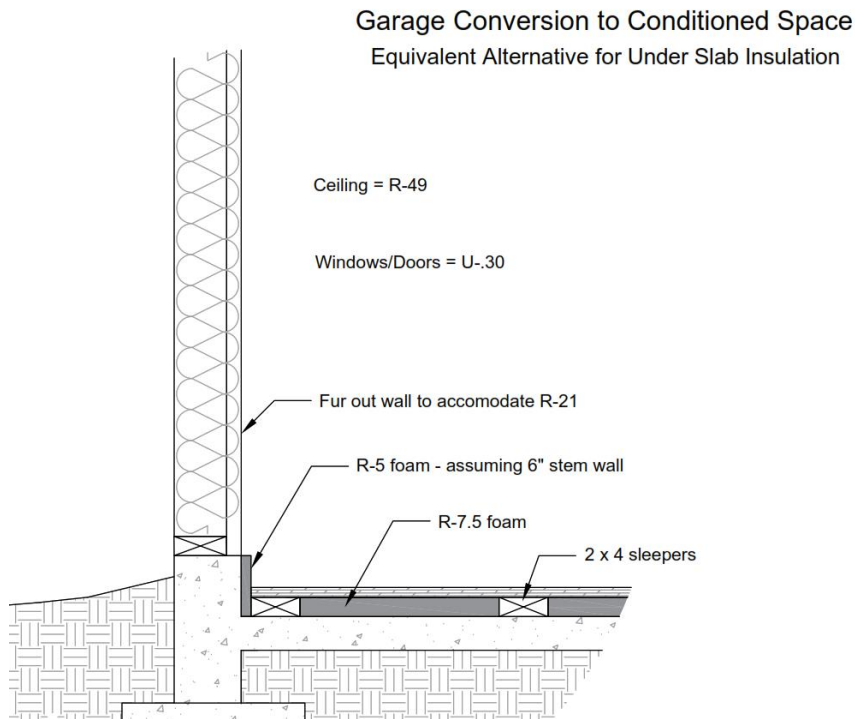 Garage Conversion to Conditioned Space
Equivalent Alternative for Under Slab Insulation
Ceiling = R-49
Windows/Doors = U-.30
Fur out wall to accomodate R-21
R-5 foam - assuming 6" stem wall
R-7.5 foam
2 x 4 sleepers